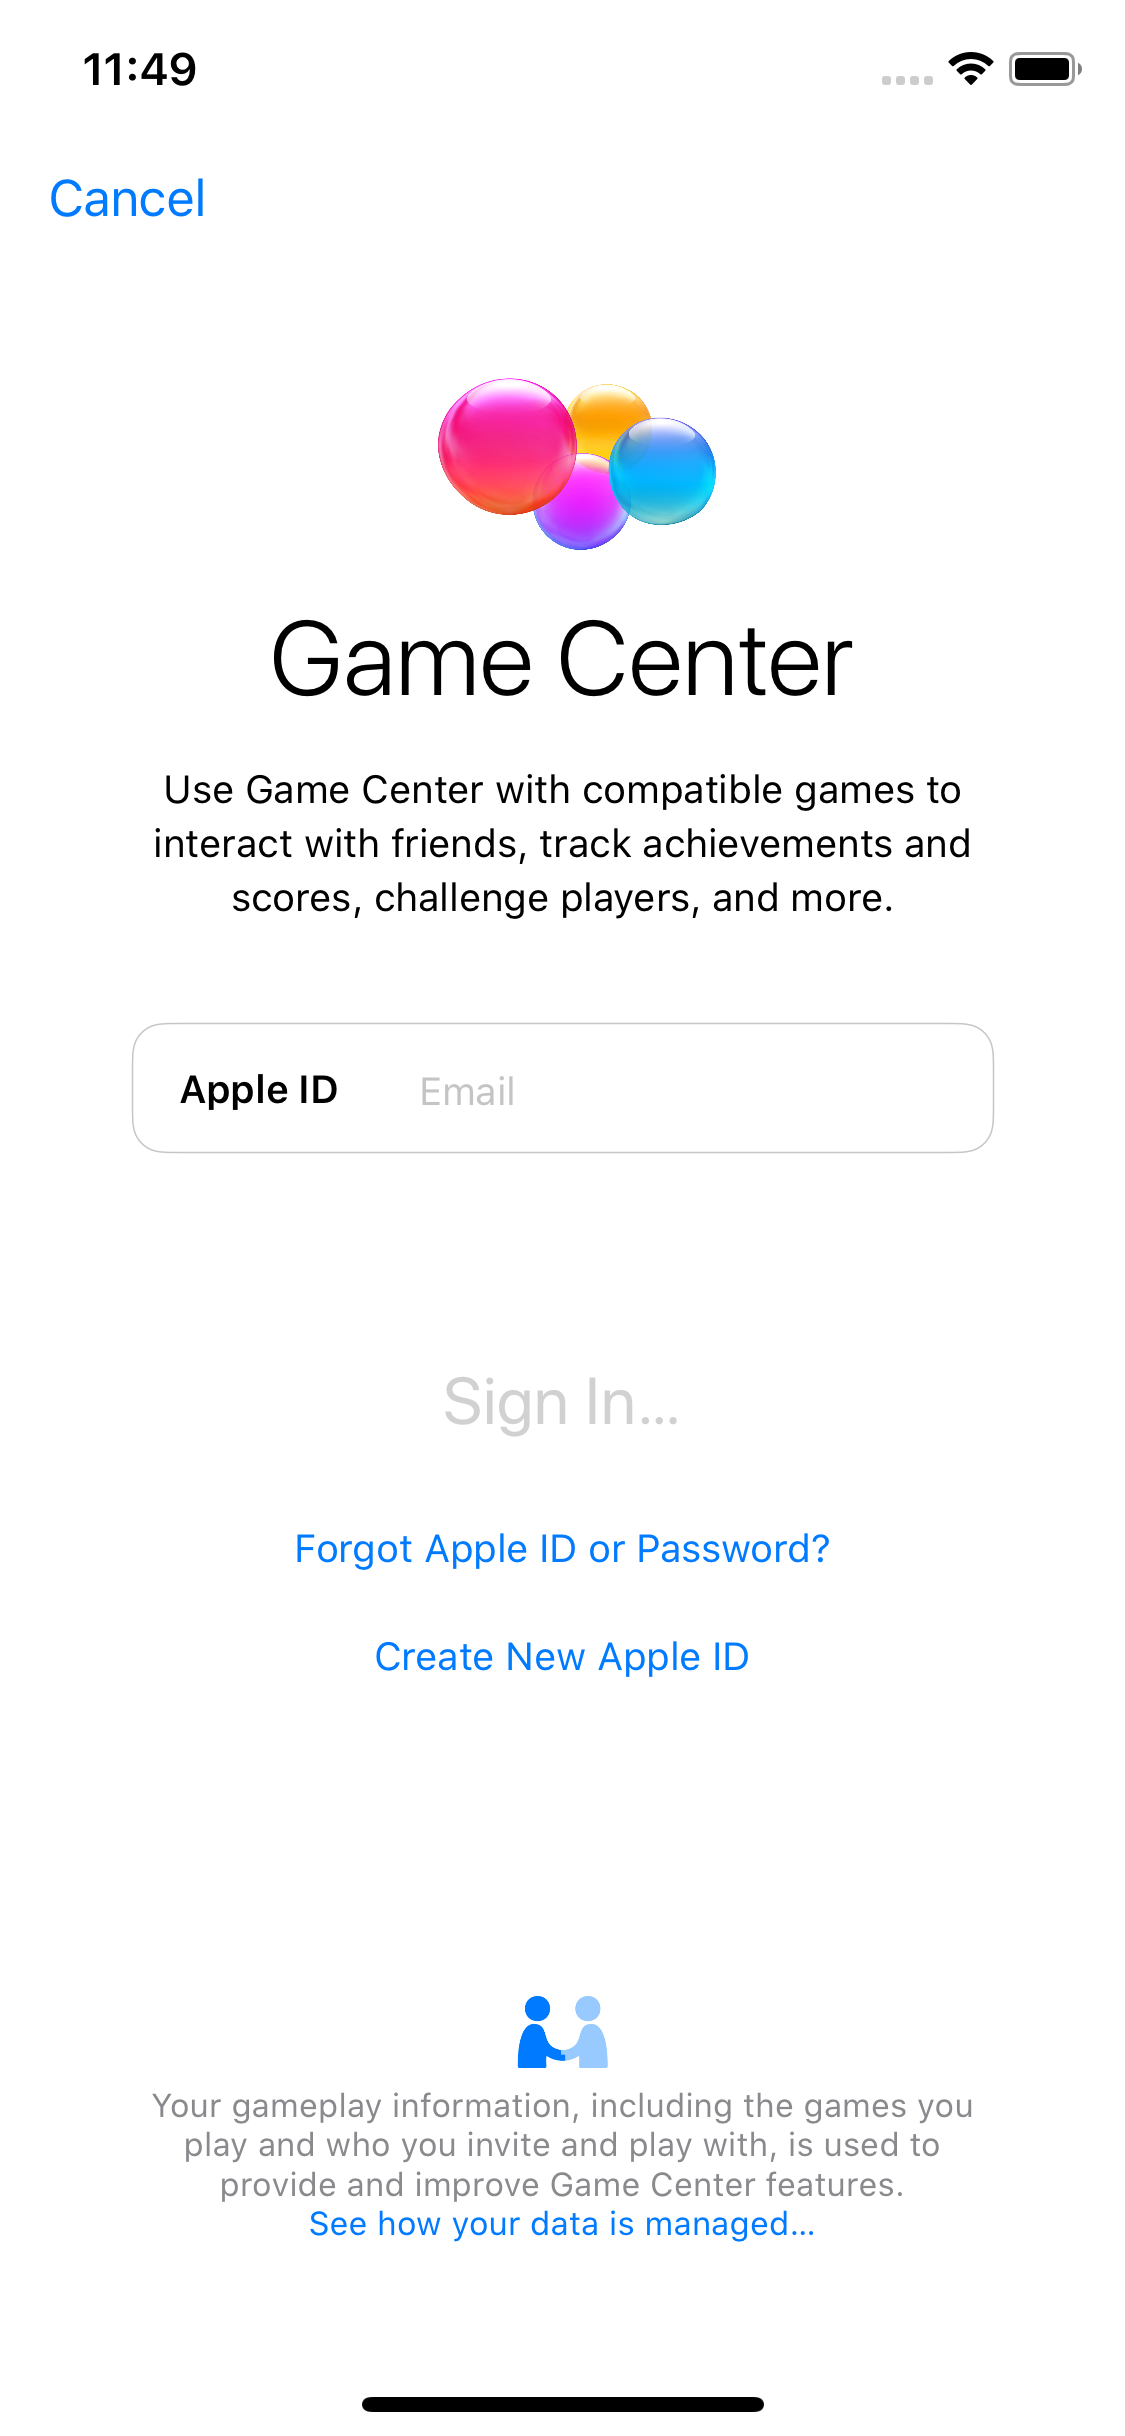 11:49
Cancel
Game Center
Use Game Center with compatible games to
interact with friends, track achievements and
scores, challenge players, and more.
Apple ID Email
Sign In...
Forgot Apple ID or Password?
Create New Apple ID
Your gameplay information, including the games you
play and who you invite and play with, is used to
provide and improve Game Center features.
See how your data is managed...